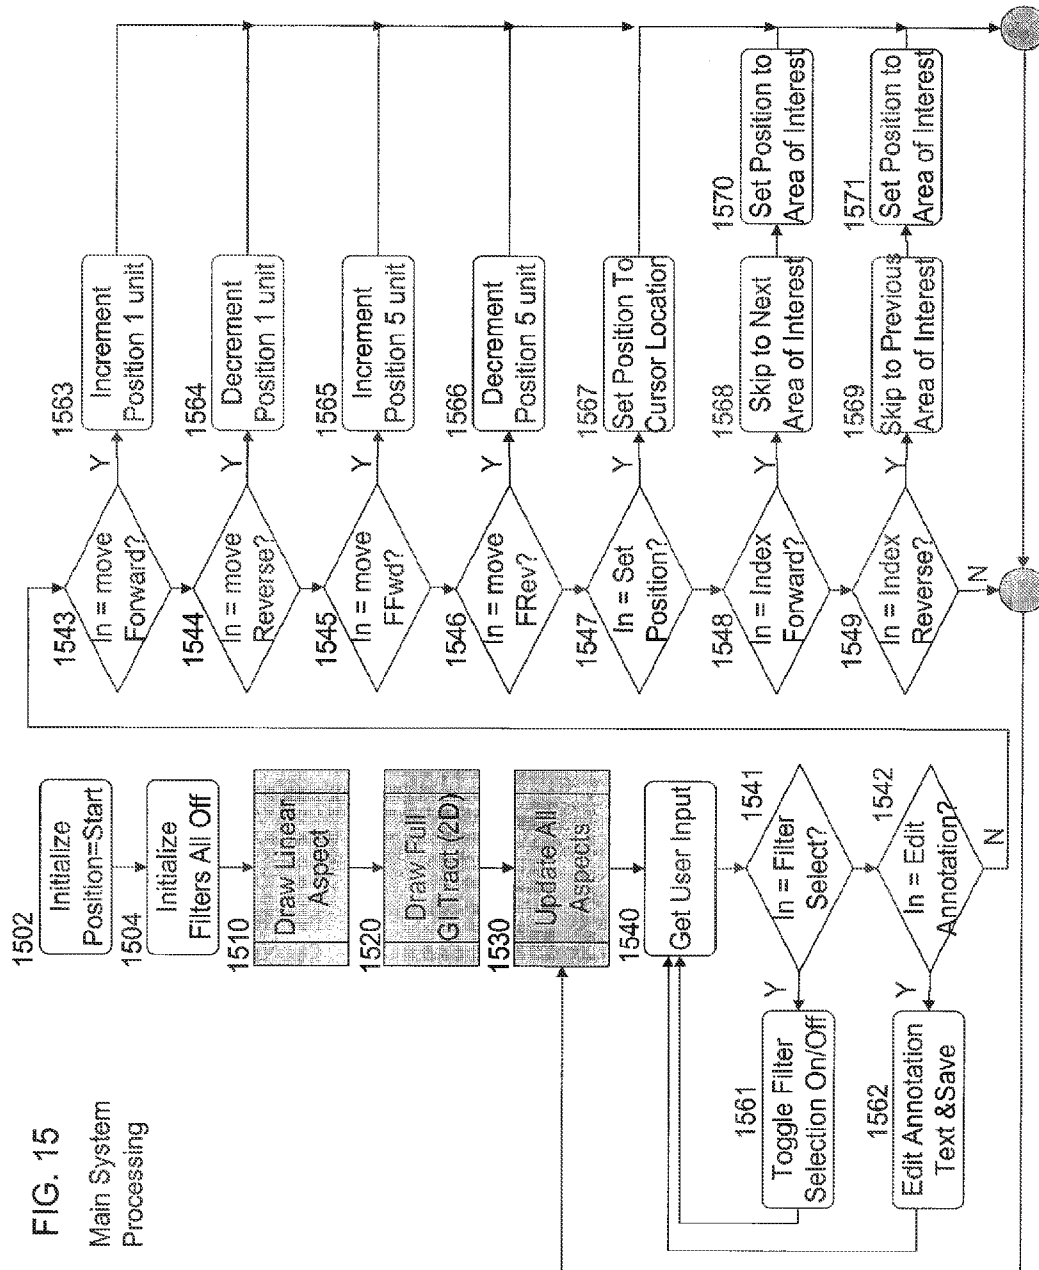 FIG. 15
Main System
Processing
1502
Initialize
Position=Start
1504
Initialize
Filters All Off
1510
Draw Linear
Aspect
1520
Draw Full
GI Tract (2D)
1530
Update All
Aspects
1540
Get User Input
1541
In = Filter
Select?
Y
1561
Toggle Filter
Selection On/Off
1542
In = Edit
Annotation?
Y
1562
Edit Annotation
Text &Save
N
1543
In = move
Forward?
Y
1563
Increment
Position 1 unit
1544
In = move
Reverse?
Y
1564
Decrement
Position 1 unit
1545
In = move
FFwd?
Y
1565
Increment
Position 5 unit
1546
In = move
FRev?
Y
1566
Decrement
Position 5 unit
1547
In = Set
Position?
Y
1567
Set Position To
Cursor Location
1548
In = Index
Forward?
Y
1568
Skip to Next
Area of Interest
1570
Set Position to
Area of Interest
1549
In = Index
Reverse?
Y
1569
Skip to Previous
Area of Interest
1571
Set Position to
Area of Interest
N